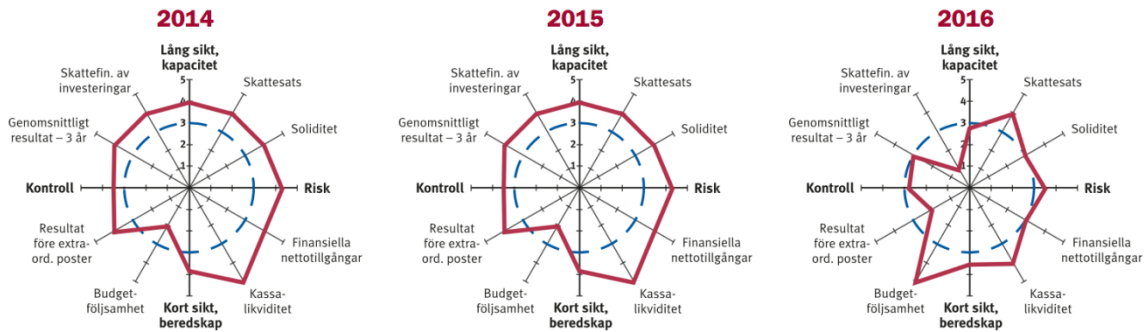 2014
Lång sikt,
kapacitet
5
4
3
2
1
Skattefin. av
investeringar
Skattesats
Genomsnittligt
resultat – 3 år
Soliditet
Kontroll
Risk
Resultat
före extra-
ord. poster
Finansiella
nettotillgångar
Budget-
följsamhet
Kassa-
likviditet
Kort sikt,
beredskap
2015
Lång sikt,
kapacitet
5
4
3
2
1
Skattefin. av
investeringar
Skattesats
Genomsnittligt
resultat – 3 år
Soliditet
Kontroll
Risk
Resultat
före extra-
ord. poster
Finansiella
nettotillgångar
Budget-
följsamhet
Kassa-
likviditet
Kort sikt,
beredskap
2016
Lång sikt,
kapacitet
5
4
3
2
1
Skattefin. av
investeringar
Skattesats
Genomsnittligt
resultat – 3 år
Soliditet
Kontroll
Risk
Resultat
före extra-
ord. poster
Finansiella
nettotillgångar
Budget-
följsamhet
Kassa-
likviditet
Kort sikt,
beredskap